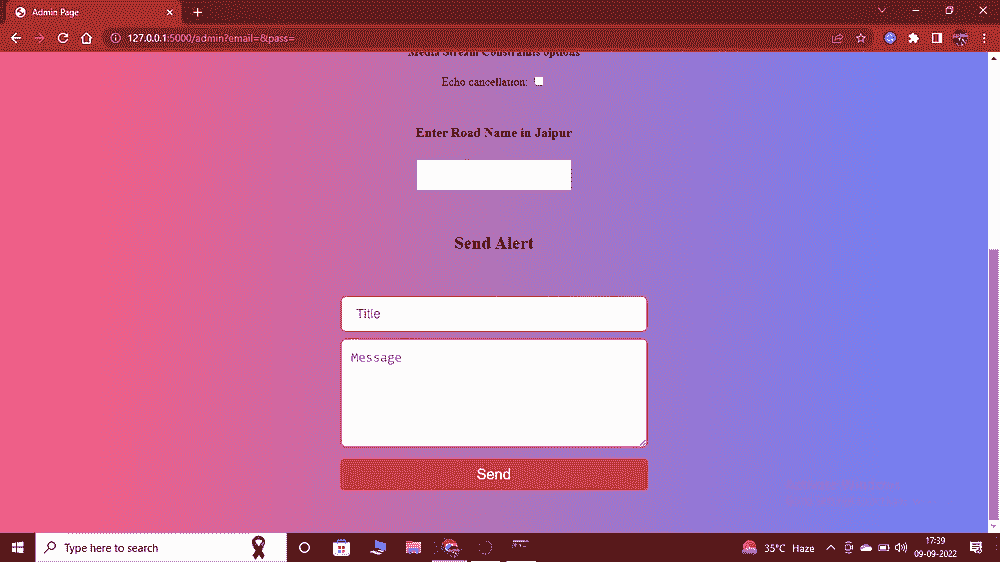 Admin Page
127.0.0.1:5000/admin?email=&pass=
Media Stream Constraints options
Echo cancellation:
Enter Road Name in Jaipur
Send Alert
Title
Message
Send
Type here to search
35°C Haze
17:39
09-09-2022